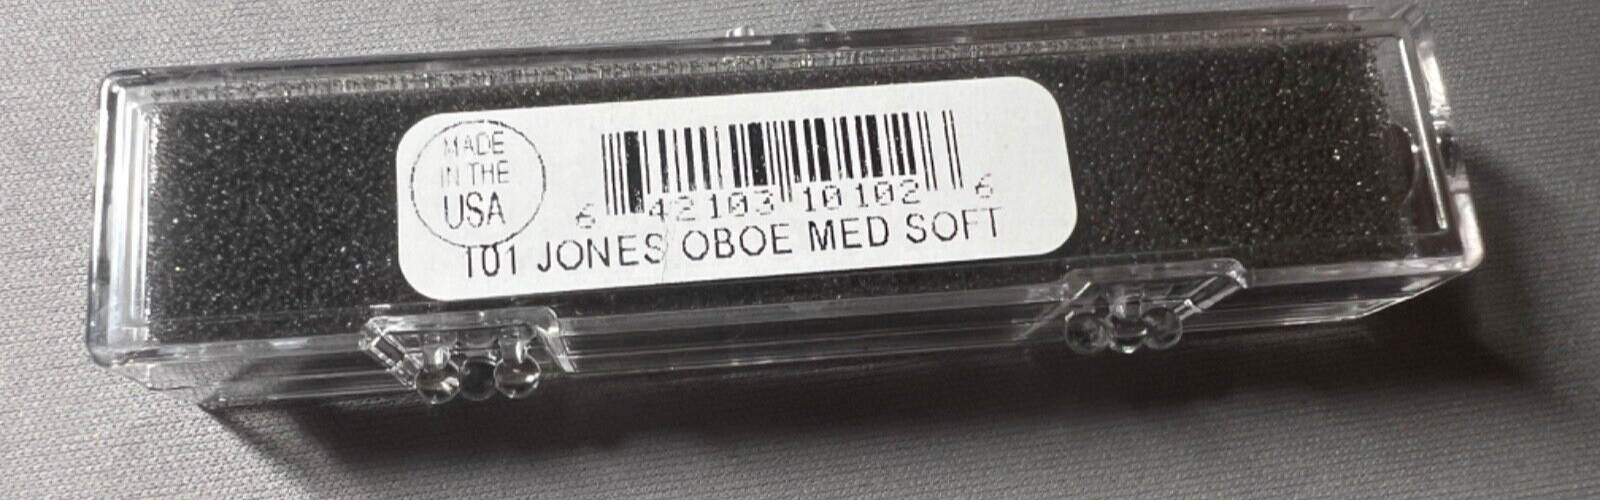 MADE
IN THE
USA
6 42103 10102 6
101 JONES OBOE MED SOFT